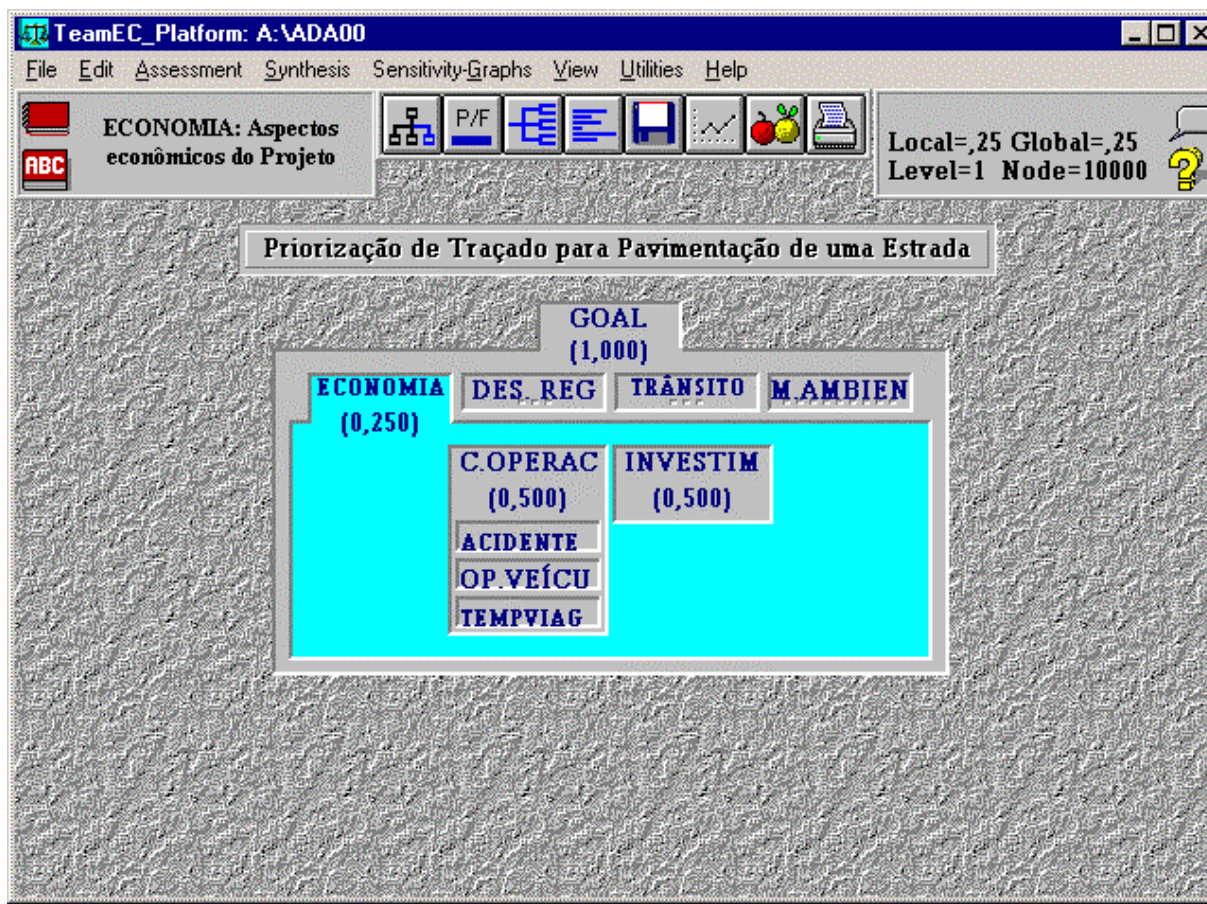 TeamEC_Platform: A:\ADA00
File Edit Assessment Synthesis Sensitivity-Graphs View Utilities Help
ECONOMIA: Aspectos
econômicos do Projeto
ABC
P/F
Local=,25 Global=,25
Level=1 Node=10000
Priorização de Traçado para Pavimentação de uma Estrada
GOAL
(1,000)
ECONOMIA DES._REG TRÂNSITO M.AMBIEN
(0,250)
C.OPERAC INVESTIM
(0,500) (0,500)
ACIDENTE
OP.VEÍCU
TEMPVIAG